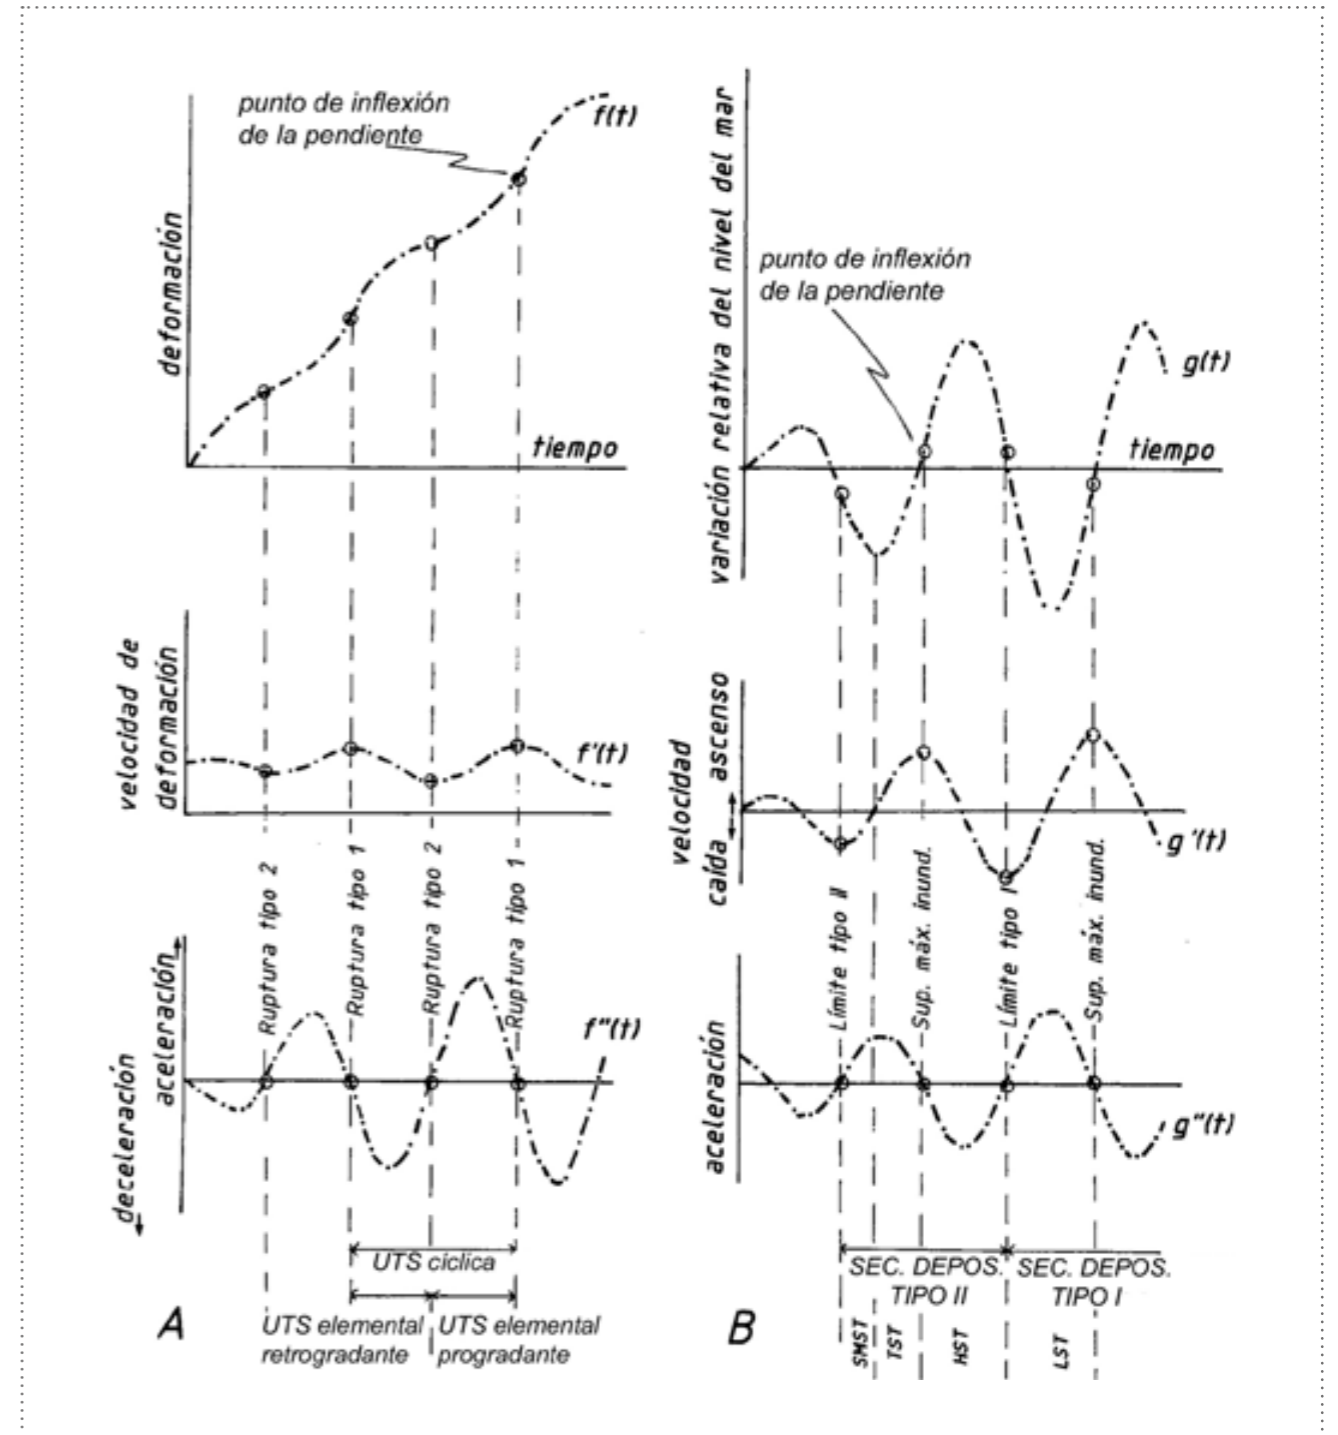 punto de inflexión
de la pendiente
f(t)
deformación
tiempo
velocidad de
deformación
f'(t)
Ruptura tipo 2
Ruptura tipo 1
Ruptura tipo 2
Ruptura tipo 1
aceleración
deceleración
f''(t)
UTS cíclica
UTS elemental
retrogradante
UTS elemental
progradante
A
variación relativa del nivel del mar
punto de inflexión
de la pendiente
g(t)
tiempo
velocidad
caída
ascenso
g'(t)
Límite tipo II
Sup. máx. inund.
Límite tipo I
Sup. máx. inund.
aceleración
g''(t)
SEC. DEPOS.
TIPO II
SEC. DEPOS.
TIPO I
SMST
TST
HST
LST
B